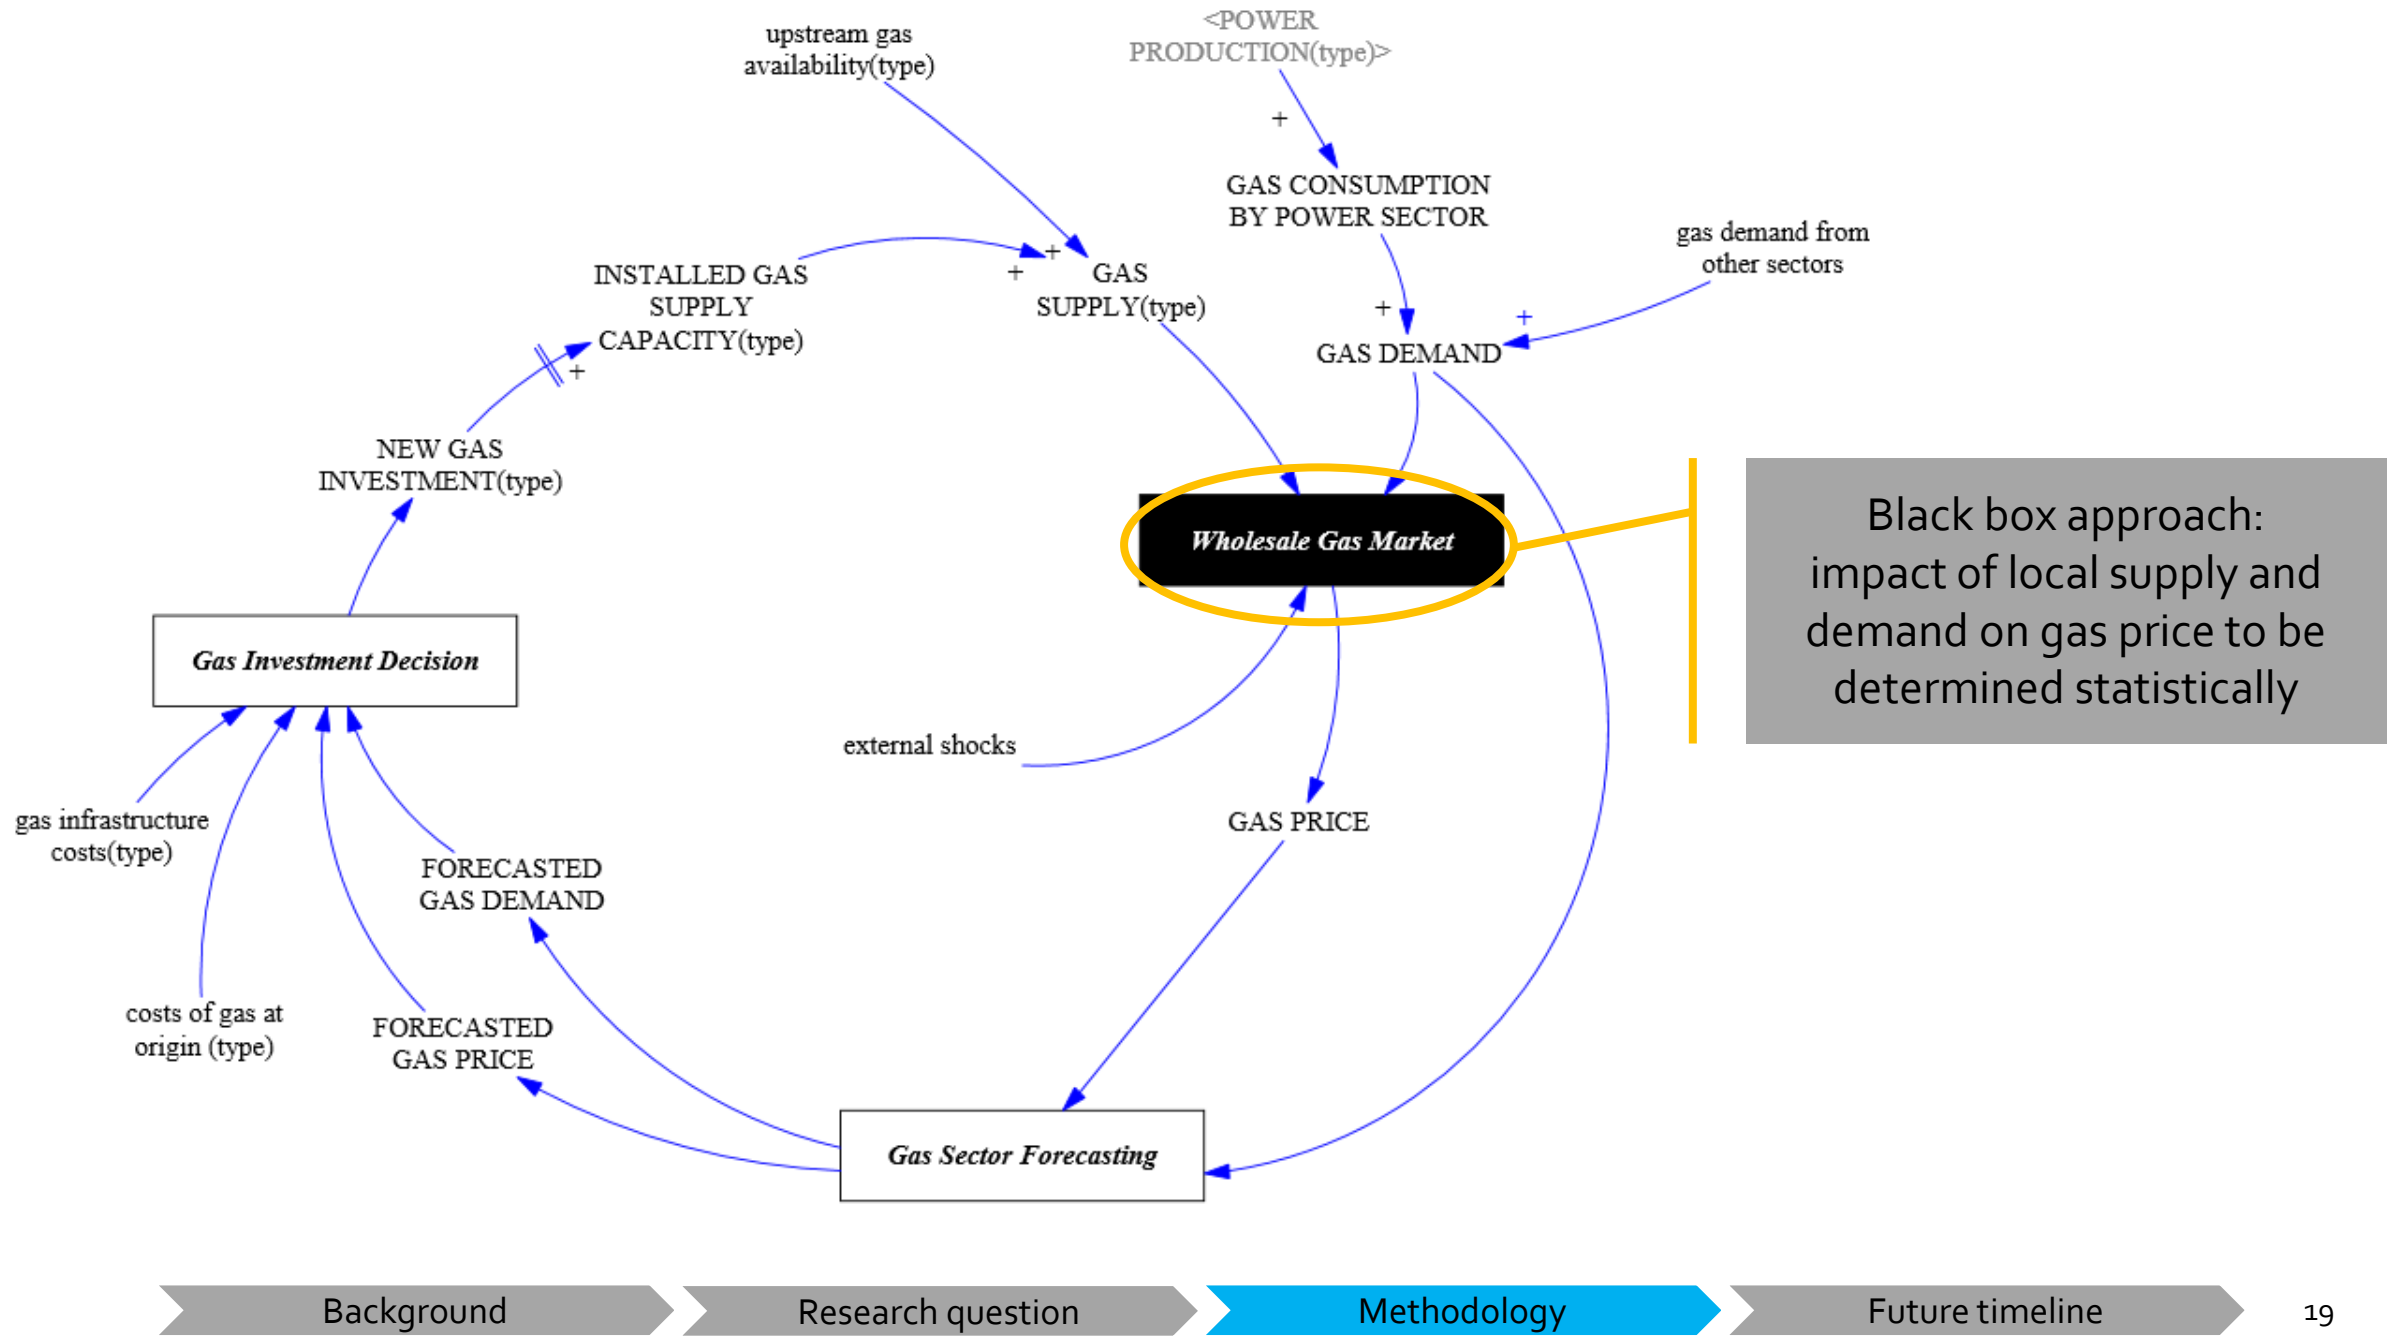 <POWER
PRODUCTION(type)>
upstream gas
availability(type)
+
GAS CONSUMPTION
BY POWER SECTOR
gas demand from
other sectors
INSTALLED GAS
SUPPLY
CAPACITY(type)
+
+
GAS
SUPPLY(type)
+
+
GAS DEMAND
+
NEW GAS
INVESTMENT(type)
Wholesale Gas Market
Black box approach:
impact of local supply and
demand on gas price to be
determined statistically
Gas Investment Decision
external shocks
gas infrastructure
costs(type)
GAS PRICE
FORECASTED
GAS DEMAND
costs of gas at
origin (type)
FORECASTED
GAS PRICE
Gas Sector Forecasting
Background
Research question
Methodology
Future timeline
19